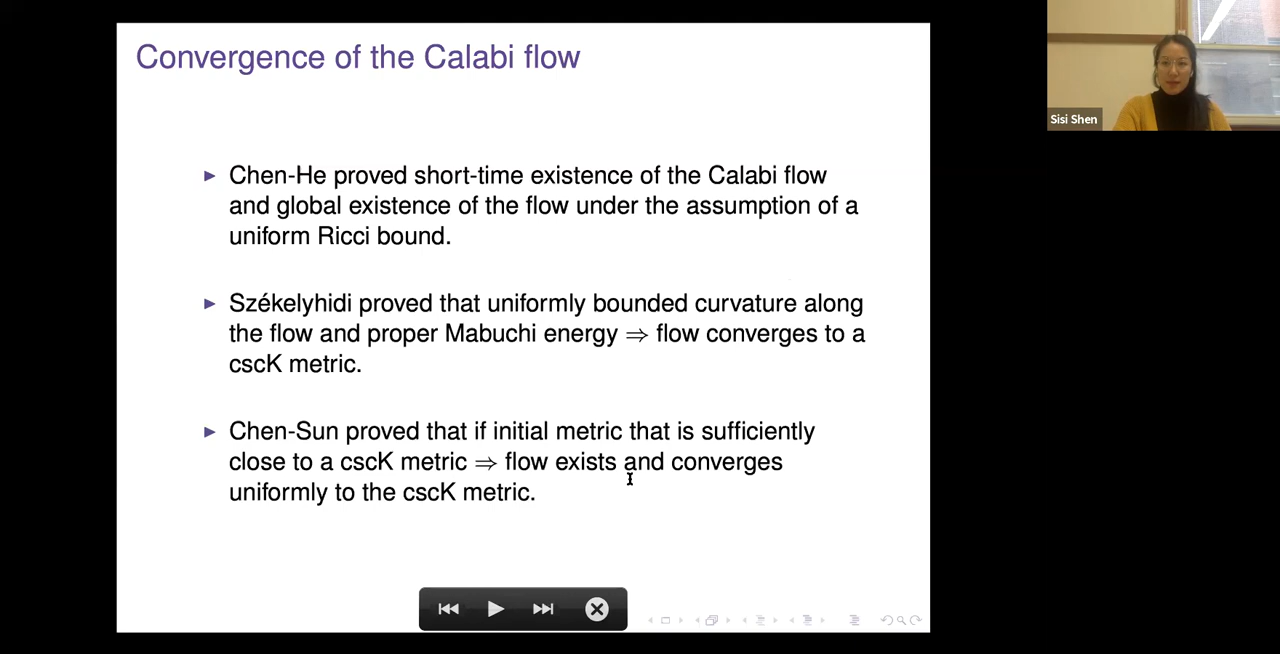 Convergence of the Calabi flow
Sisi Shen
Chen-He proved short-time existence of the Calabi flow
and global existence of the flow under the assumption of a
uniform Ricci bound.
Székelyhidi proved that uniformly bounded curvature along
the flow and proper Mabuchi energy ⇒ flow converges to a
cscK metric.
Chen-Sun proved that if initial metric that is sufficiently
close to a cscK metric ⇒ flow exists and converges
uniformly to the cscK metric.